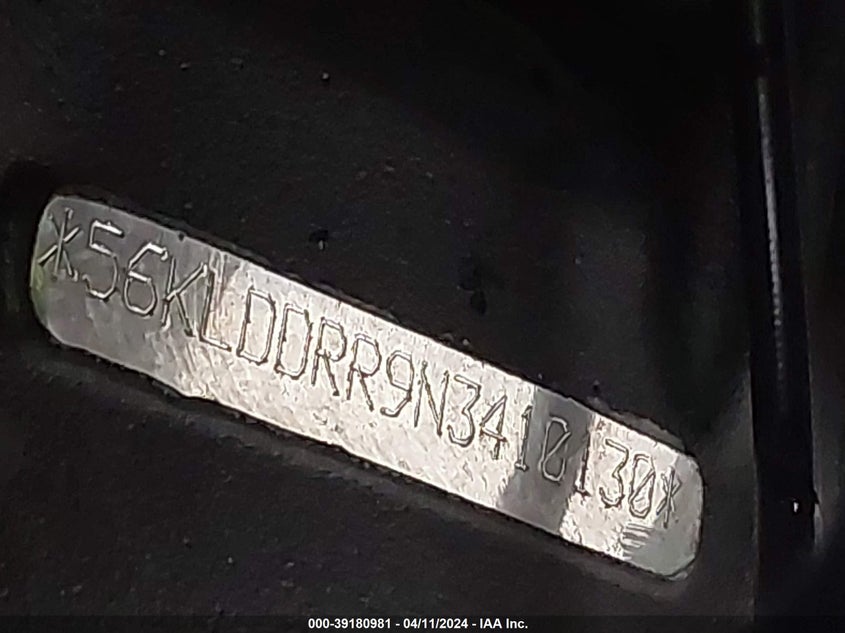 *56KLDDRR9N3410130*
000-39180981 - 04/11/2024 - IAA Inc.